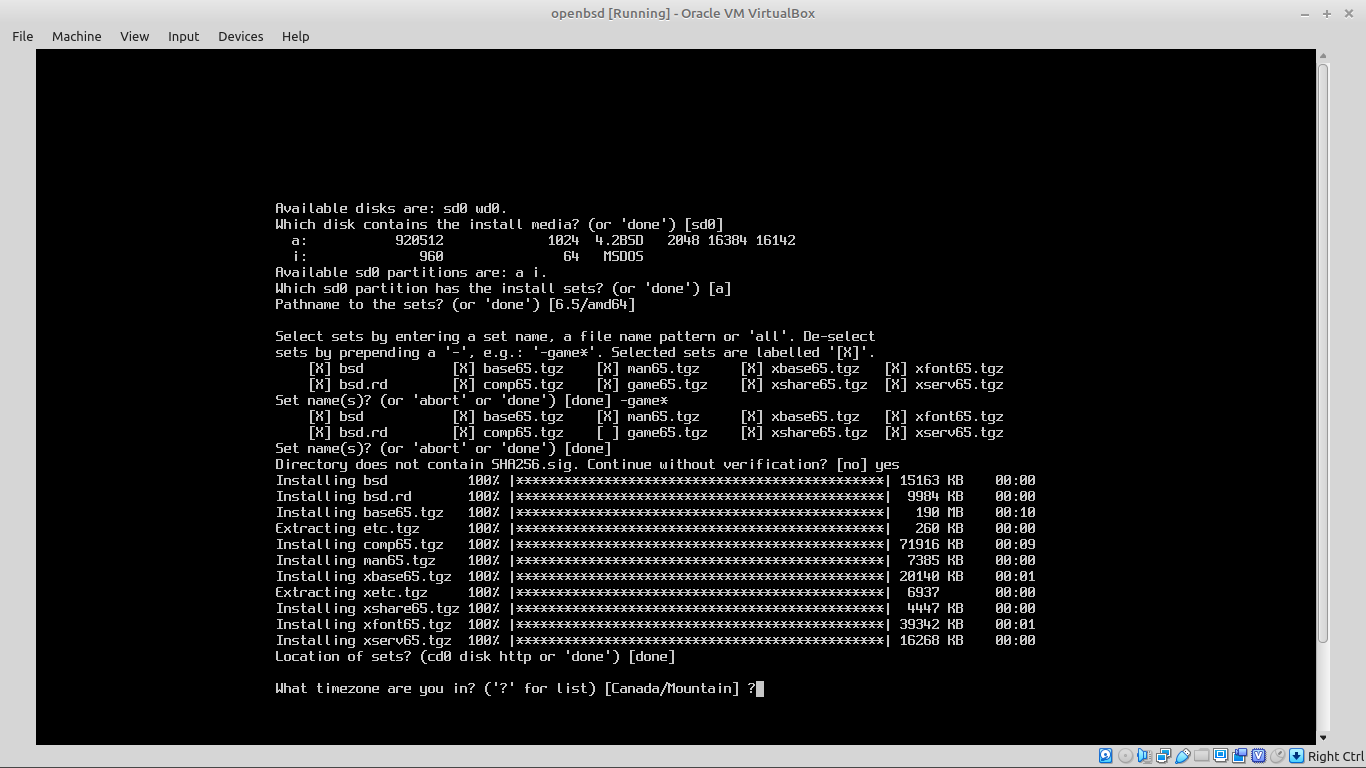 openbsd [Running] - Oracle VM VirtualBox
File Machine View Input Devices Help
Available disks are: sd0 wd0.
Which disk contains the install media? (or 'done') [sd0]
a: 920512 1024 4.2BSD 2048 16384 16142
i: 960 64 MSDOS
Available sd0 partitions are: a i.
Which sd0 partition has the install sets? (or 'done') [a]
Pathname to the sets? (or 'done') [6.5/amd64]
Select sets by entering a set name, a file name pattern or 'all'. De-select
sets by prepending a '-', e.g.: '-game*'. Selected sets are labelled '[X]'.
[X] bsd [X] base65.tgz [X] man65.tgz [X] xbase65.tgz [X] xfont65.tgz
[X] bsd.rd [X] comp65.tgz [X] game65.tgz [X] xshare65.tgz [X] xserv65.tgz
Set name(s)? (or 'abort' or 'done') [done] -game*
[X] bsd [X] base65.tgz [X] man65.tgz [X] xbase65.tgz [X] xfont65.tgz
[X] bsd.rd [X] comp65.tgz [ ] game65.tgz [X] xshare65.tgz [X] xserv65.tgz
Set name(s)? (or 'abort' or 'done') [done]
Directory does not contain SHA256.sig. Continue without verification? [no] yes
Installing bsd 100% |**********************************************| 15163 KB 00:00
Installing bsd.rd 100% |**********************************************| 9984 KB 00:00
Installing base65.tgz 100% |**********************************************| 190 MB 00:10
Extracting etc.tgz 100% |**********************************************| 260 KB 00:00
Installing comp65.tgz 100% |**********************************************| 71916 KB 00:09
Installing man65.tgz 100% |**********************************************| 7385 KB 00:00
Installing xbase65.tgz 100% |**********************************************| 20140 KB 00:01
Extracting xetc.tgz 100% |**********************************************| 6937 00:00
Installing xshare65.tgz 100% |**********************************************| 4447 KB 00:00
Installing xfont65.tgz 100% |**********************************************| 39342 KB 00:01
Installing xserv65.tgz 100% |**********************************************| 16268 KB 00:00
Location of sets? (cd0 disk http or 'done') [done]
What timezone are you in? ('?' for list) [Canada/Mountain] ?
Right Ctrl